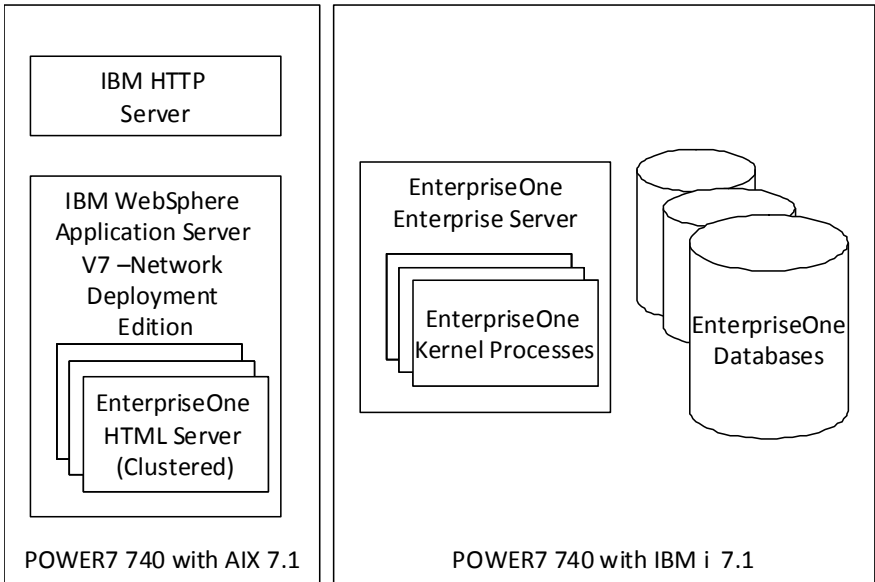 IBM HTTP
Server
IBM WebSphere
Application Server
V7 –Network
Deployment
Edition
EnterpriseOne
HTML Server
(Clustered)
POWER7 740 with AIX 7.1
EnterpriseOne
Enterprise Server
EnterpriseOne
Kernel Processes
EnterpriseOne
Databases
POWER7 740 with IBM i 7.1